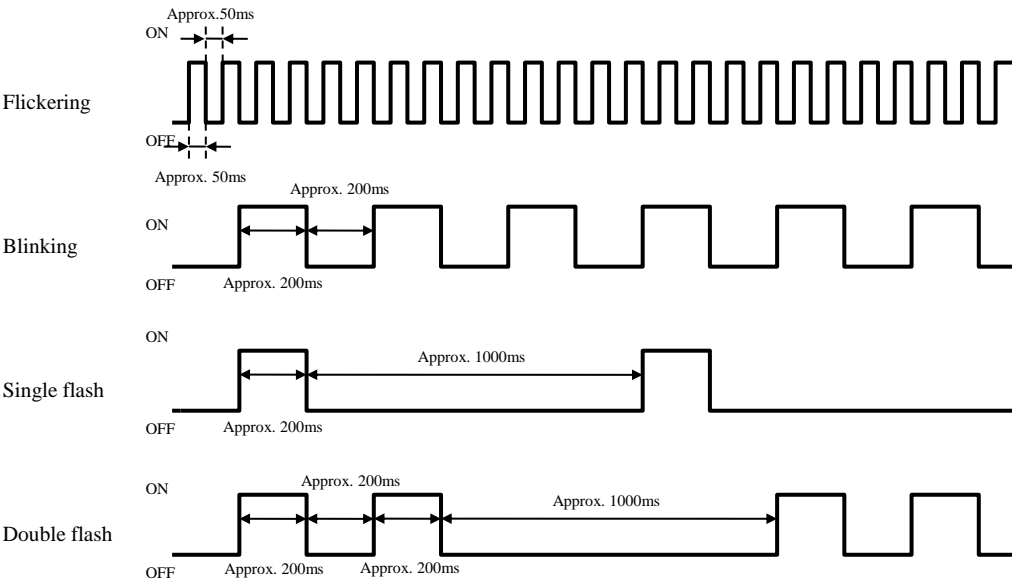 Approx.50ms
ON
Flickering
OFF
Approx. 50ms
Approx. 200ms
ON
Blinking
OFF
Approx. 200ms
ON
Approx. 1000ms
Single flash
OFF
Approx. 200ms
ON
Approx. 200ms
Approx. 1000ms
Double flash
OFF
Approx. 200ms
Approx. 200ms